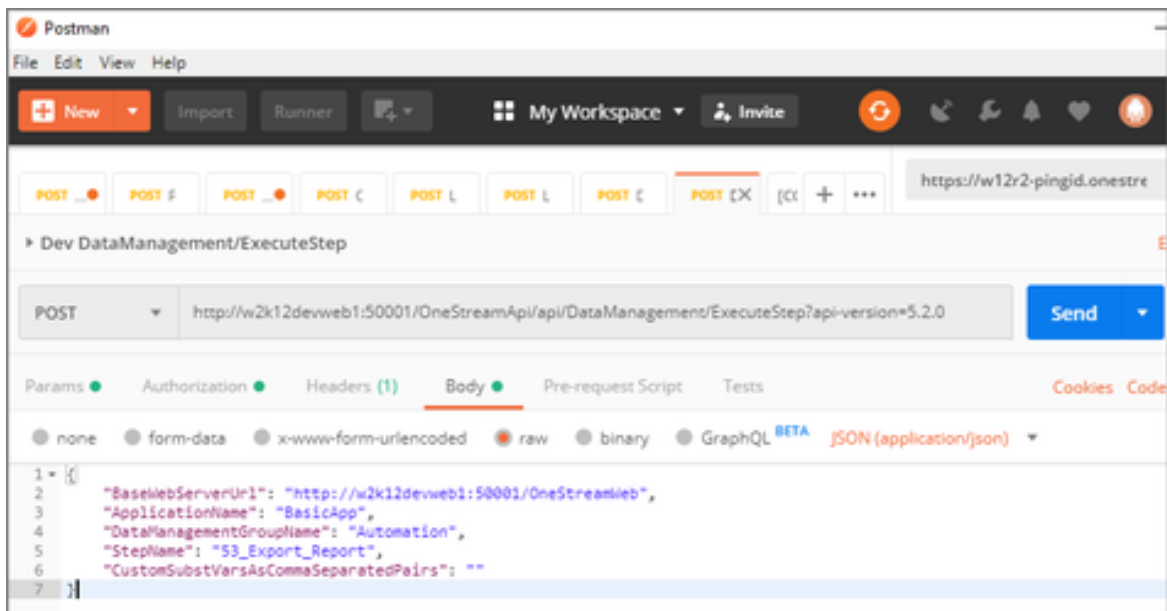 Postman
File Edit View Help
New Import Runner My Workspace Invite
POST ... POST F POST ... POST C POST L POST L POST POST https://w12r2-pingid.onestre
Dev DataManagement/ExecuteStep
POST http://w2k12devweb1:50001/OneStreamApi/api/DataManagement/ExecuteStep?api-version=5.2.0 Send
Params Authorization Headers (1) Body Pre-request Script Tests Cookies Code
none form-data x-www-form-urlencoded raw binary GraphQL BETA JSON (application/json)
1 {
2 "BaseWebServerUrl": "http://w2k12devweb1:50001/OneStreamWeb",
3 "ApplicationName": "BasicApp",
4 "DataManagementGroupName": "Automation",
5 "StepName": "53_Export_Report",
6 "CustomSubstVarsAsCommaSeparatedPairs": ""
7 }